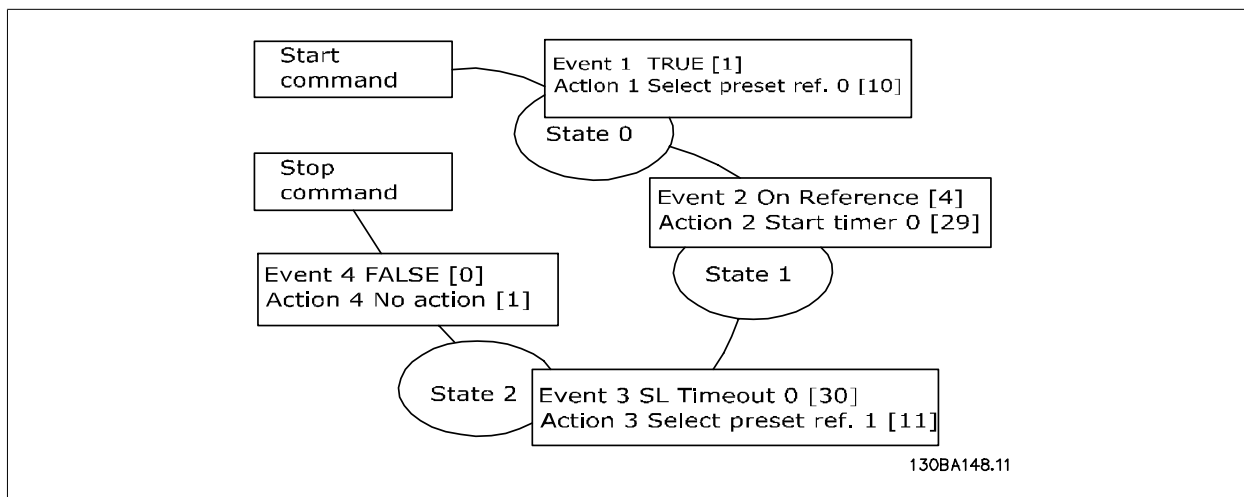 Start
command
Event 1 TRUE [1]
Action 1 Select preset ref. 0 [10]
State 0
Stop
command
Event 2 On Reference [4]
Action 2 Start timer 0 [29]
State 1
Event 4 FALSE [0]
Action 4 No action [1]
State 2
Event 3 SL Timeout 0 [30]
Action 3 Select preset ref. 1 [11]
130BA148.11